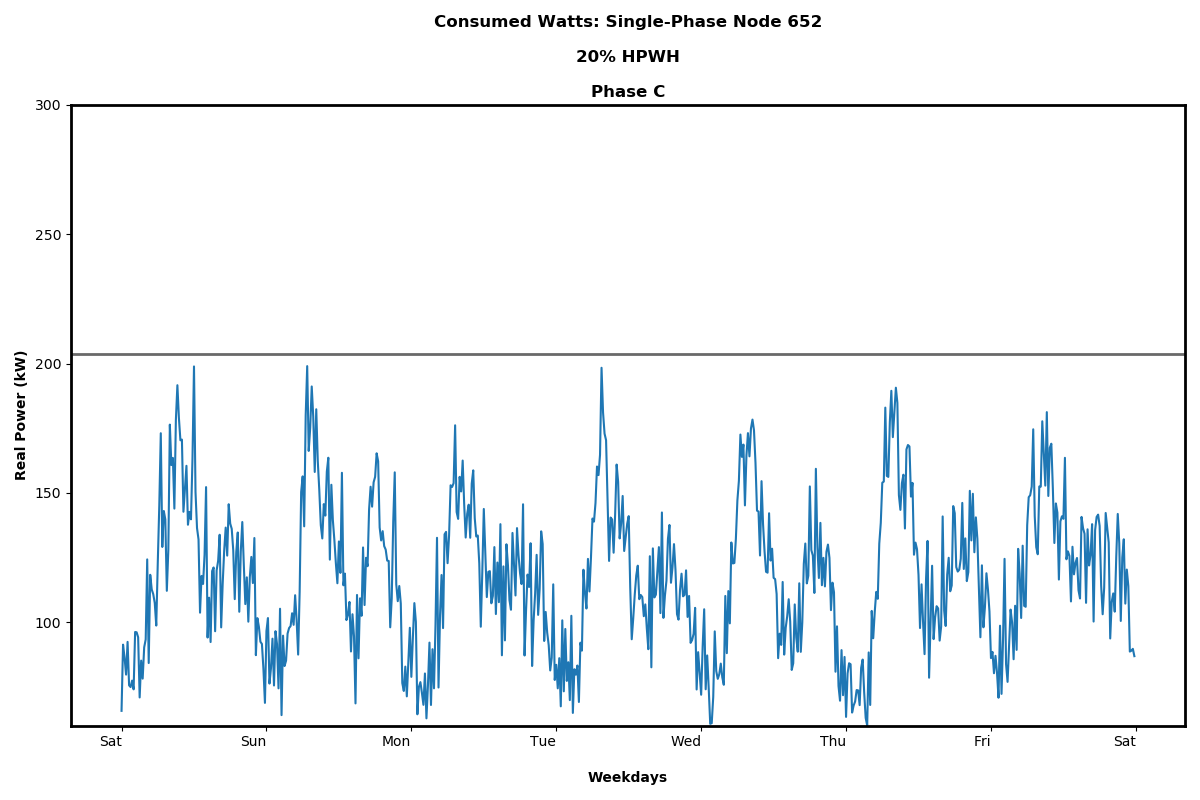 Consumed Watts: Single-Phase Node 652
20% HPWH
Phase C
300
250
200
150
100
Real Power (kW)
Sat Sun Mon Tue Wed Thu Fri Sat
Weekdays